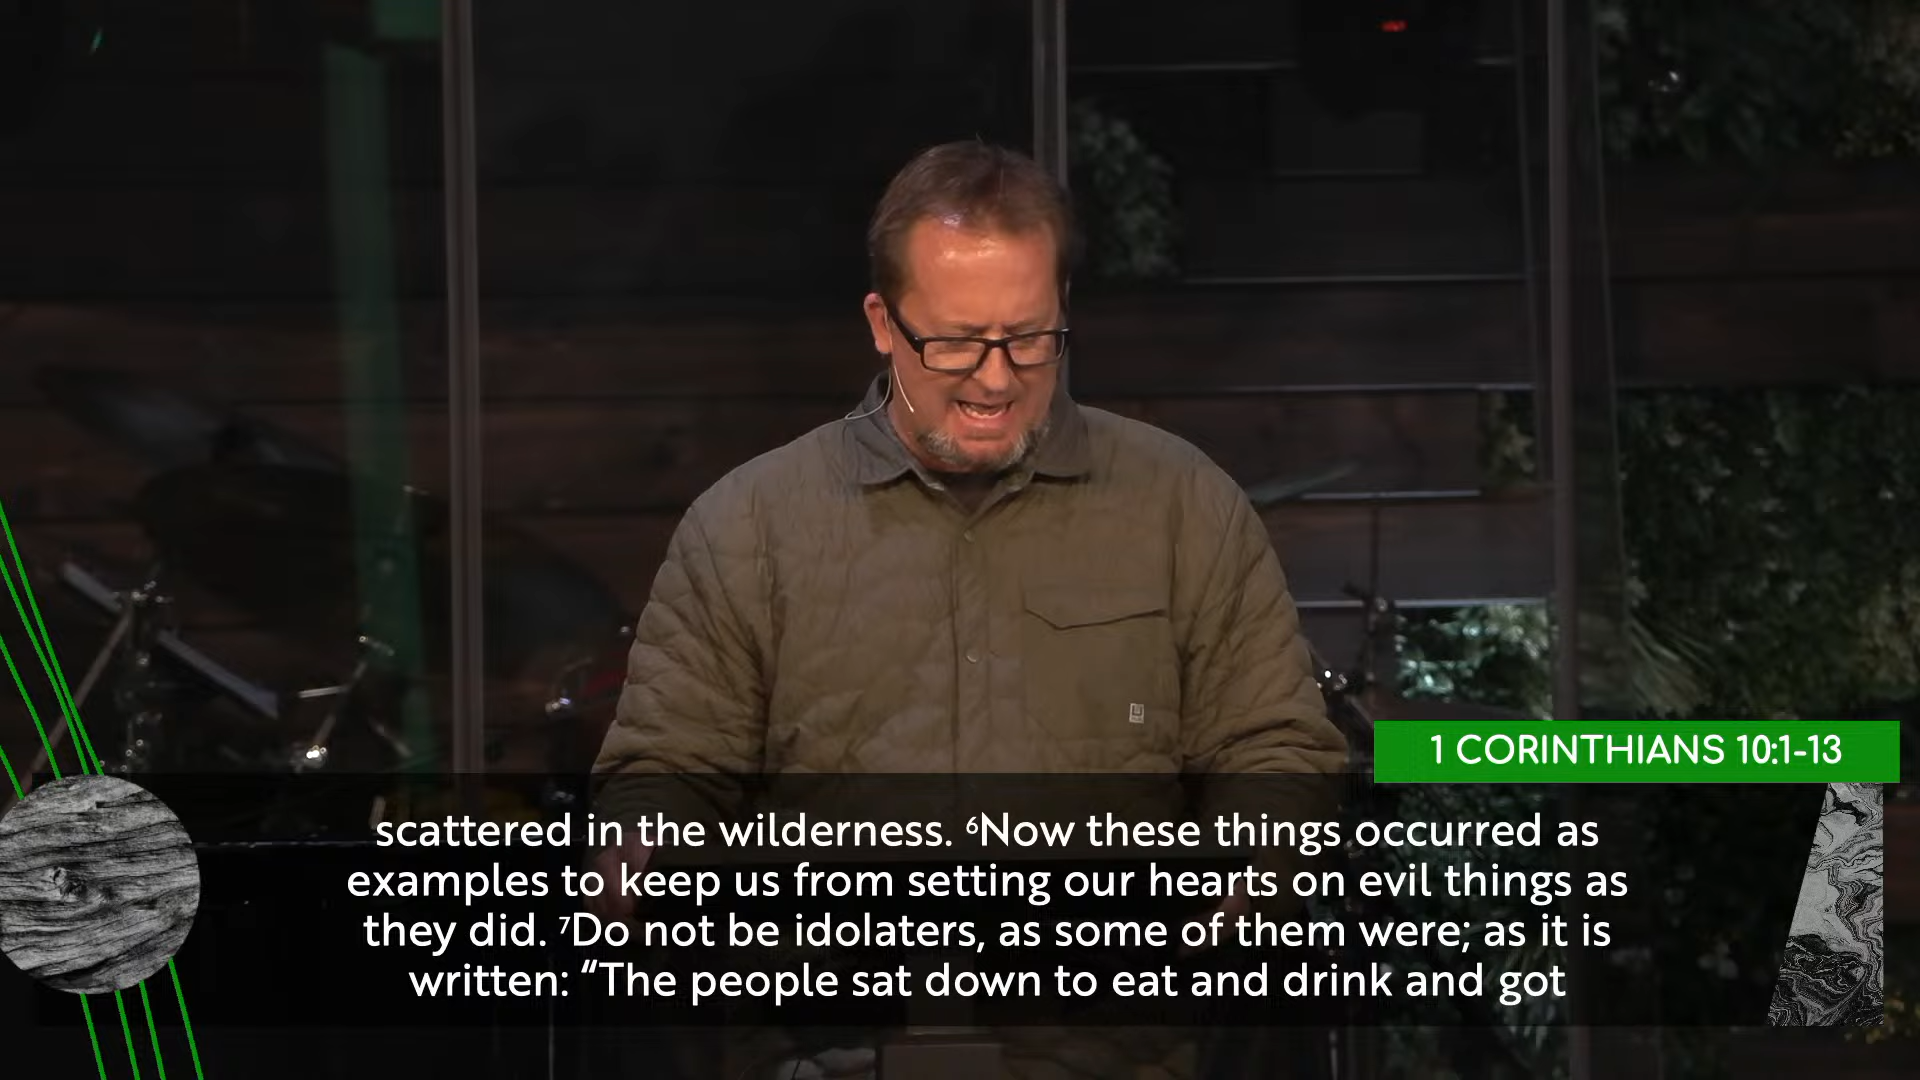 1 CORINTHIANS 10:1-13
scattered in the wilderness. ⁶Now these things occurred as
examples to keep us from setting our hearts on evil things as
they did. ⁷Do not be idolaters, as some of them were; as it is
written: “The people sat down to eat and drink and got